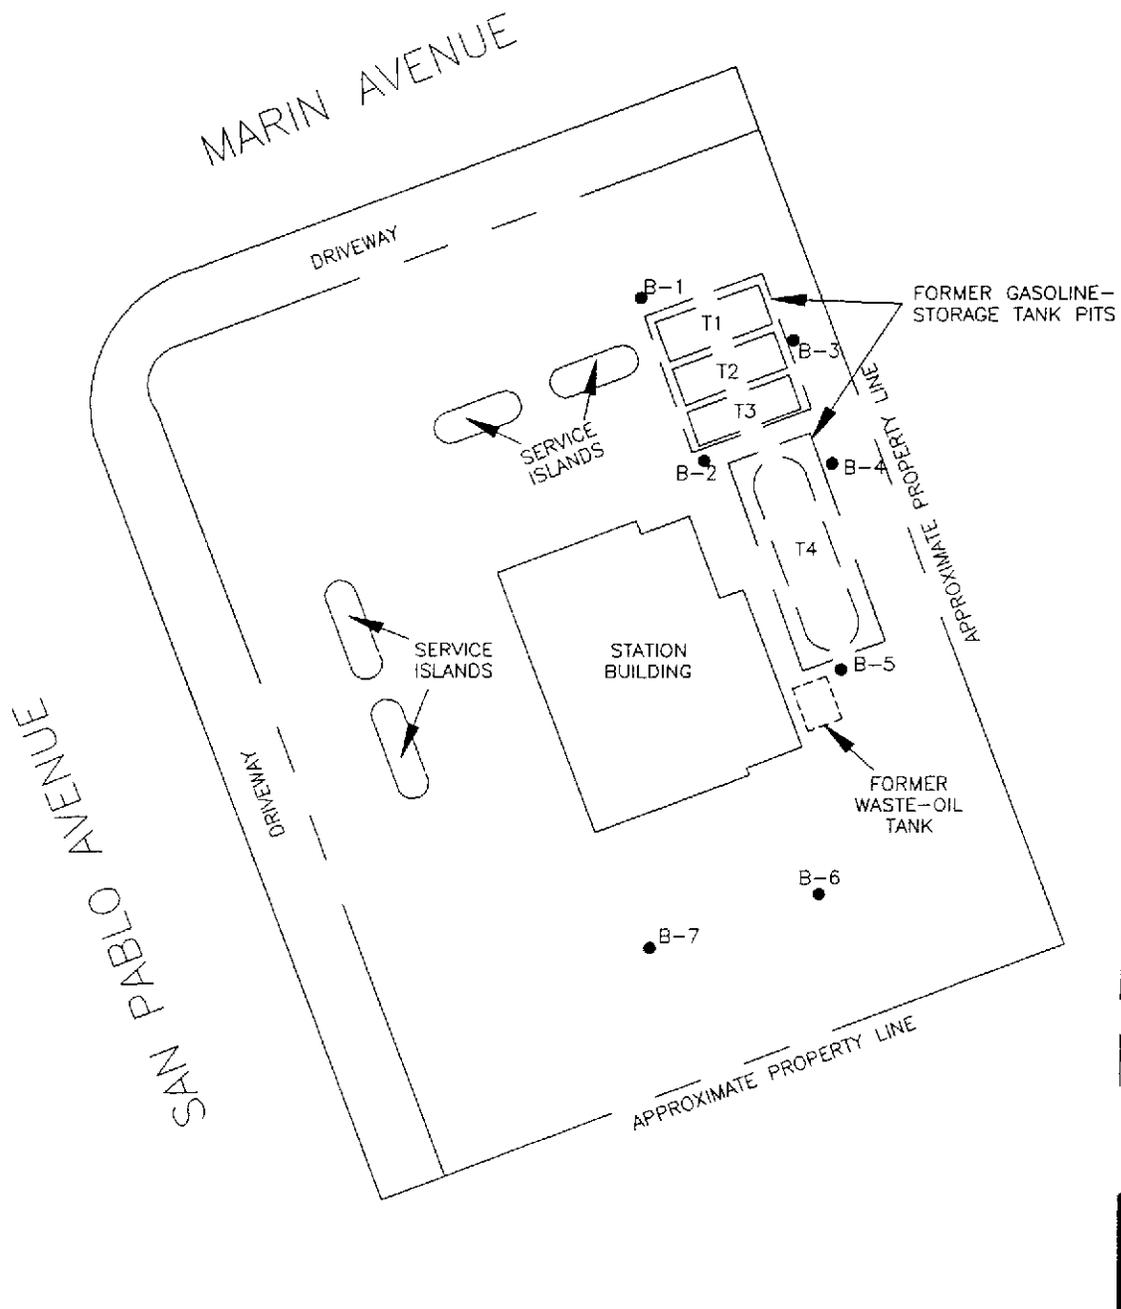 MARIN AVENUE
DRIVEWAY
B-1
FORMER GASOLINE-
STORAGE TANK PITS
T1
B-3
T2
T3
SERVICE
ISLANDS
B-2
B-4
APPROXIMATE PROPERTY LINE
T4
SERVICE
ISLANDS
STATION
BUILDING
B-5
SAN PABLO AVENUE
DRIVEWAY
FORMER
WASTE-OIL
TANK
B-6
B-7
APPROXIMATE PROPERTY LINE